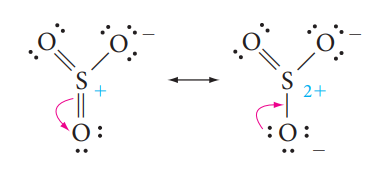 O O − O O −
S + S 2+
O O −